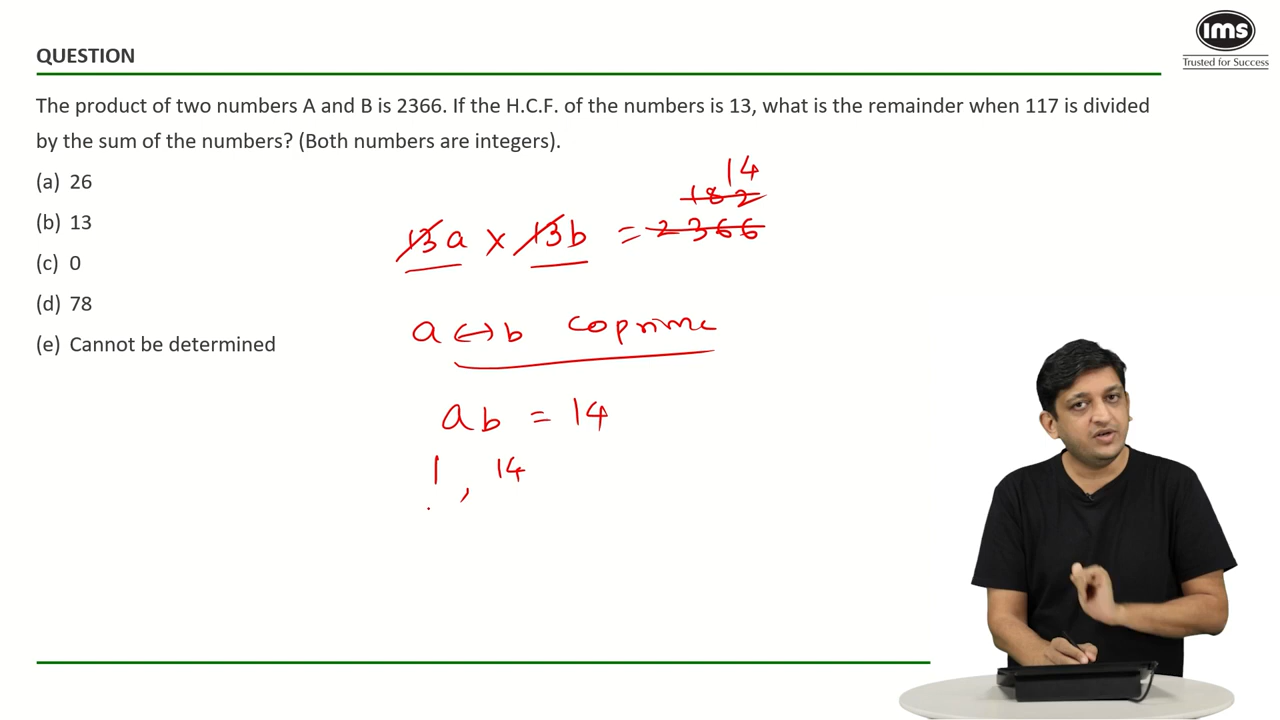 ims
Trusted for Success
QUESTION
The product of two numbers A and B is 2366. If the H.C.F. of the numbers is 13, what is the remainder when 117 is divided
by the sum of the numbers? (Both numbers are integers).
(a) 26
(b) 13
(c) 0
(d) 78
(e) Cannot be determined
14
182
13a x 13b = 2366
a ↔ b coprime
ab = 14
1, 14